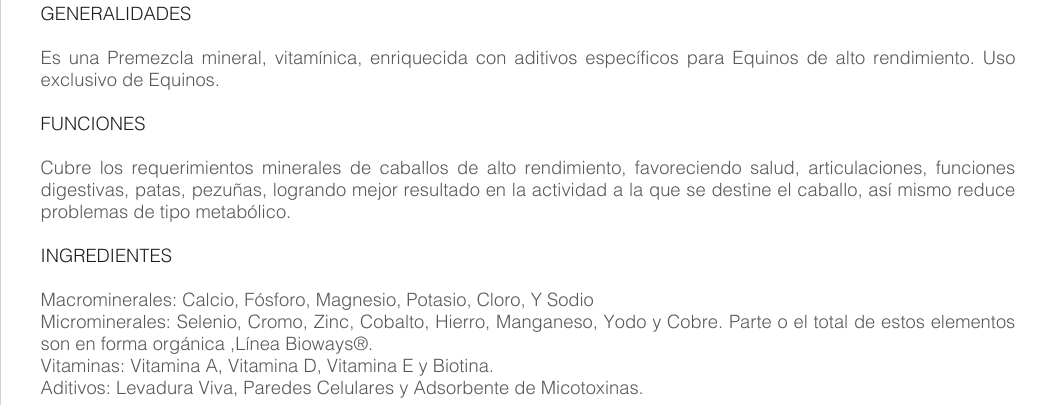 GENERALIDADES
Es una Premezcla mineral, vitamínica, enriquecida con aditivos específicos para Equinos de alto rendimiento. Uso
exclusivo de Equinos.
FUNCIONES
Cubre los requerimientos minerales de caballos de alto rendimiento, favoreciendo salud, articulaciones, funciones
digestivas, patas, pezuñas, logrando mejor resultado en la actividad a la que se destine el caballo, así mismo reduce
problemas de tipo metabólico.
INGREDIENTES
Macrominerales: Calcio, Fósforo, Magnesio, Potasio, Cloro, Y Sodio
Microminerales: Selenio, Cromo, Zinc, Cobalto, Hierro, Manganeso, Yodo y Cobre. Parte o el total de estos elementos
son en forma orgánica ,Línea Bioways®.
Vitaminas: Vitamina A, Vitamina D, Vitamina E y Biotina.
Aditivos: Levadura Viva, Paredes Celulares y Adsorbente de Micotoxinas.